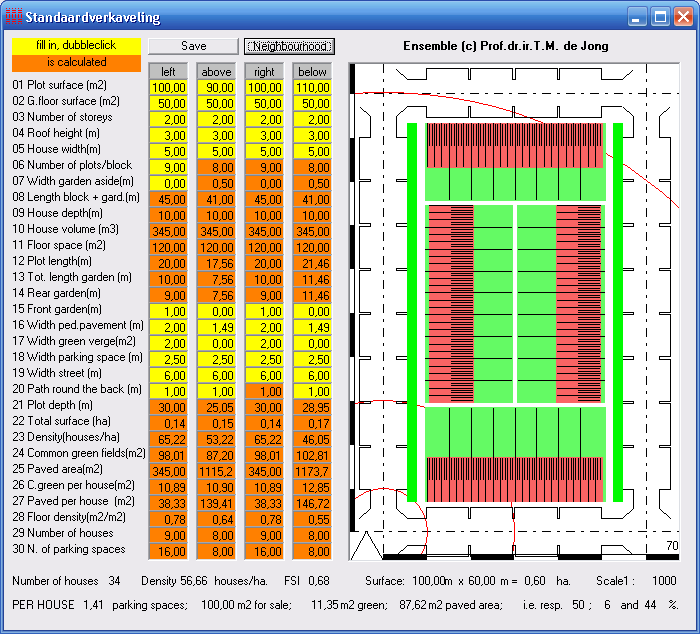 Standaardverkaveling
fill in, dubbleclick
is calculated
Save
Neighbourhood
Ensemble (c) Prof.dr.ir.T.M. de Jong
left above right below
01 Plot surface (m2) 100,00 90,00 100,00 110,00
02 G.floor surface (m2) 50,00 50,00 50,00 50,00
03 Number of storeys 2,00 2,00 2,00 2,00
04 Roof height (m) 3,00 3,00 3,00 3,00
05 House width(m) 5,00 5,00 5,00 5,00
06 Number of plots/block 9,00 8,00 9,00 8,00
07 Width garden aside(m) 0,00 0,50 0,00 0,50
08 Length block + gard.(m) 45,00 41,00 45,00 41,00
09 House depth(m) 10,00 10,00 10,00 10,00
10 House volume (m3) 345,00 345,00 345,00 345,00
11 Floor space (m2) 120,00 120,00 120,00 120,00
12 Plot length(m) 20,00 17,56 20,00 21,46
13 Tot. length garden (m) 10,00 7,56 10,00 11,46
14 Rear garden(m) 9,00 7,56 9,00 11,46
15 Front garden(m) 1,00 0,00 1,00 0,00
16 Width ped.pavement (m) 2,00 1,49 2,00 1,49
17 Width green verge(m2) 2,00 0,00 2,00 0,00
18 Width parking space (m) 2,50 2,50 2,50 2,50
19 Width street (m) 6,00 6,00 6,00 6,00
20 Path round the back (m) 1,00 1,00 1,00 1,00
21 Plot depth (m) 30,00 25,05 30,00 28,95
22 Total surface (ha) 0,14 0,15 0,14 0,17
23 Density(houses/ha) 65,22 53,22 65,22 46,05
24 Common green fields(m2) 98,01 87,20 98,01 102,81
25 Paved area(m2) 345,00 1115,2 345,00 1173,7
26 C.green per house(m2) 10,89 10,90 10,89 12,85
27 Paved per house (m2) 38,33 139,41 38,33 146,72
28 Floor density(m2/m2) 0,78 0,64 0,78 0,55
29 Number of houses 9,00 8,00 9,00 8,00
30 N. of parking spaces 16,00 8,00 16,00 8,00
70
Number of houses 34 Density 56,66 houses/ha. FSI 0,68 Surface: 100,00m x 60,00 m = 0,60 ha. Scale1 : 1000
PER HOUSE 1,41 parking spaces; 100,00 m2 for sale; 11,35 m2 green; 87,62 m2 paved area; i.e. resp. 50 ; 6 and 44 %.